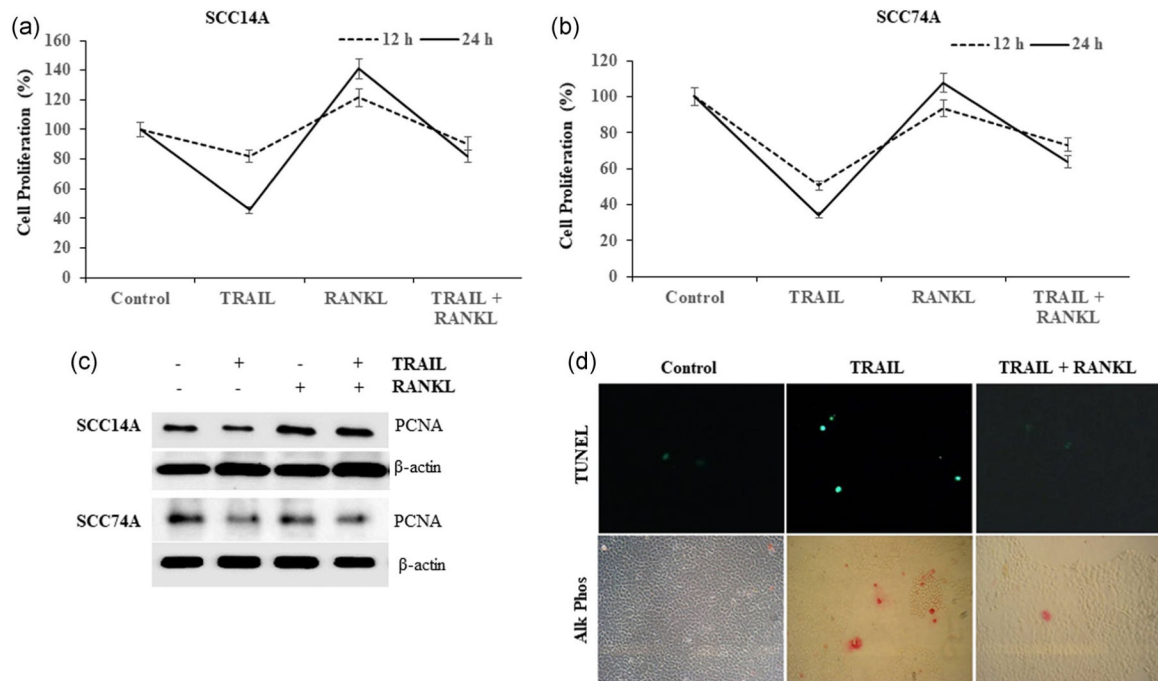 (a)
SCC14A
12 h
24 h
Cell Proliferation (%)
160
140
120
100
80
60
40
20
0
Control
TRAIL
RANKL
TRAIL +
RANKL
(b)
SCC74A
12 h
24 h
Cell Proliferation (%)
120
100
80
60
40
20
0
Control
TRAIL
RANKL
TRAIL +
RANKL
(c)
- + - + TRAIL
- - + + RANKL
SCC14A
PCNA
β-actin
SCC74A
PCNA
β-actin
(d)
Control
TRAIL
TRAIL + RANKL
TUNEL
Alk Phos